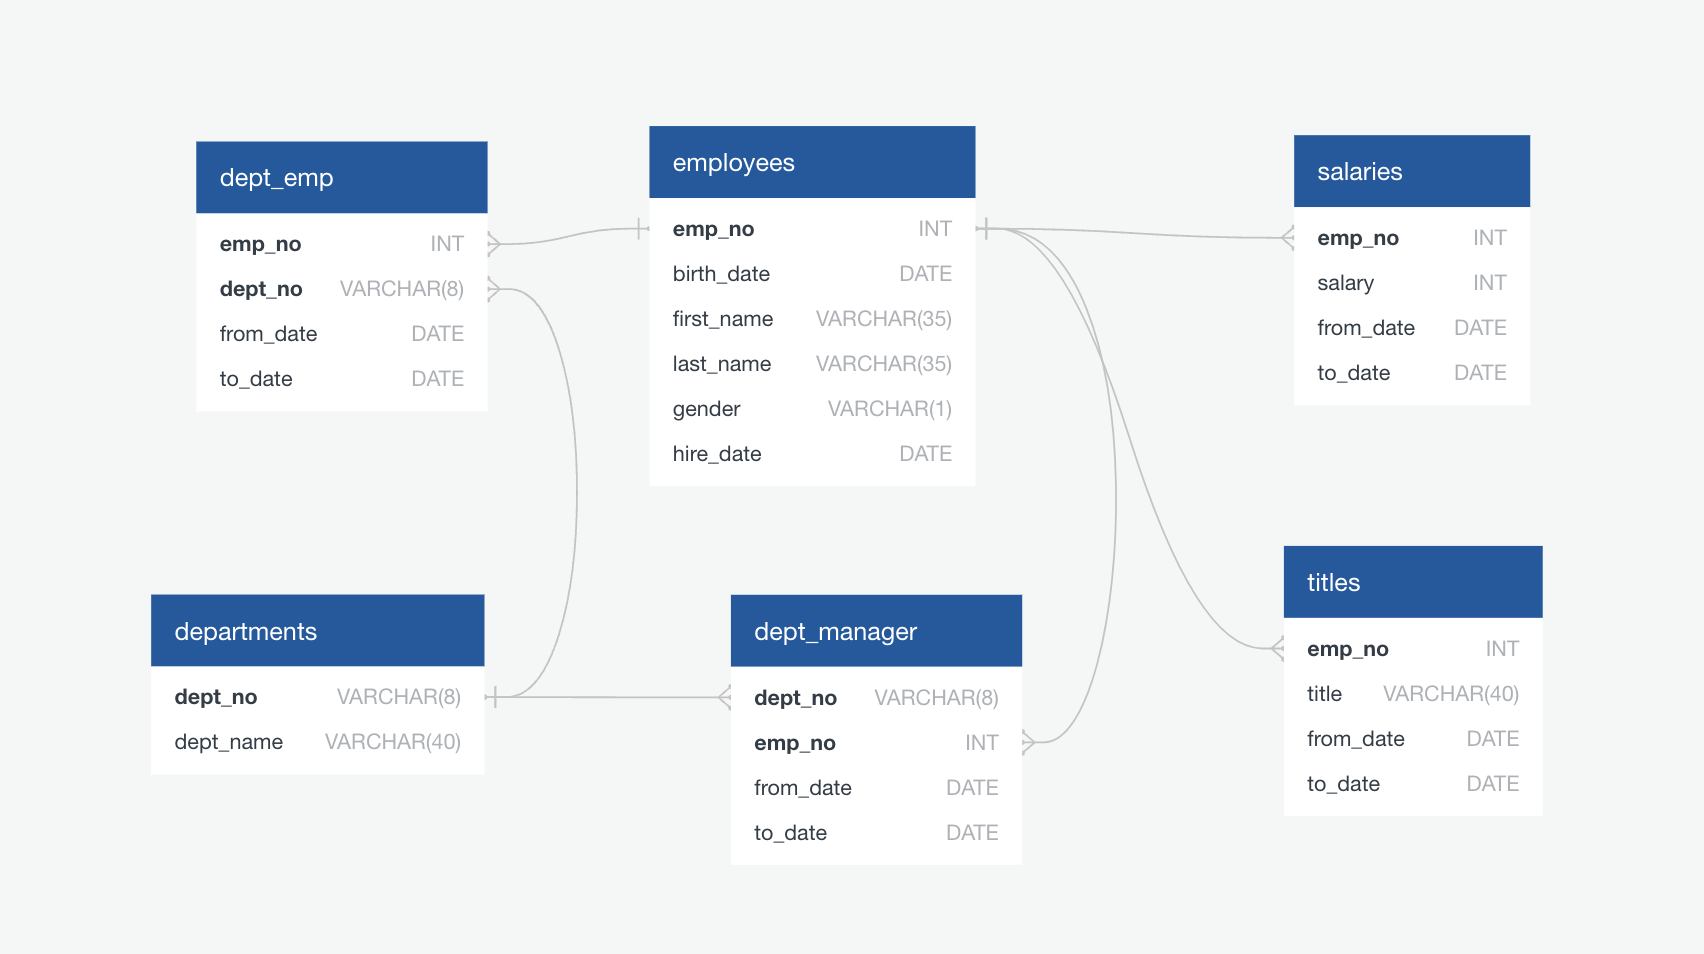 dept_emp
emp_no INT
dept_no VARCHAR(8)
from_date DATE
to_date DATE
employees
emp_no INT
birth_date DATE
first_name VARCHAR(35)
last_name VARCHAR(35)
gender VARCHAR(1)
hire_date DATE
salaries
emp_no INT
salary INT
from_date DATE
to_date DATE
departments
dept_no VARCHAR(8)
dept_name VARCHAR(40)
dept_manager
dept_no VARCHAR(8)
emp_no INT
from_date DATE
to_date DATE
titles
emp_no INT
title VARCHAR(40)
from_date DATE
to_date DATE